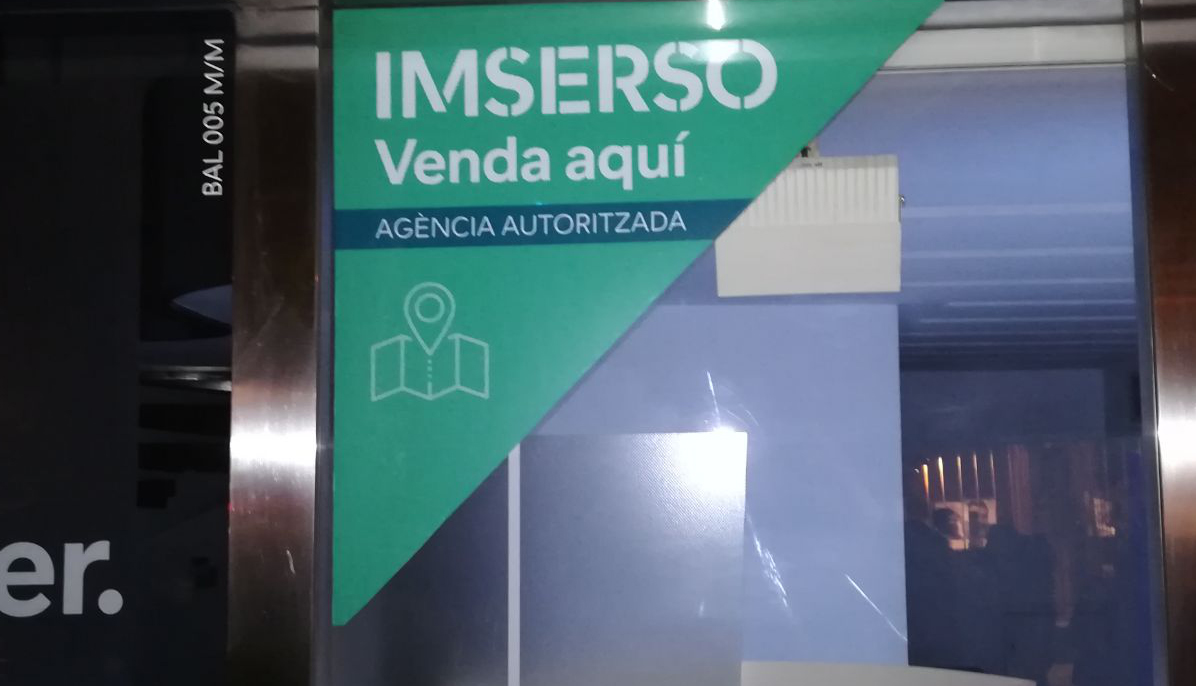 BAL 005 M/M
IMSERSO
Venda aquí
AGÈNCIA AUTORITZADA
er.